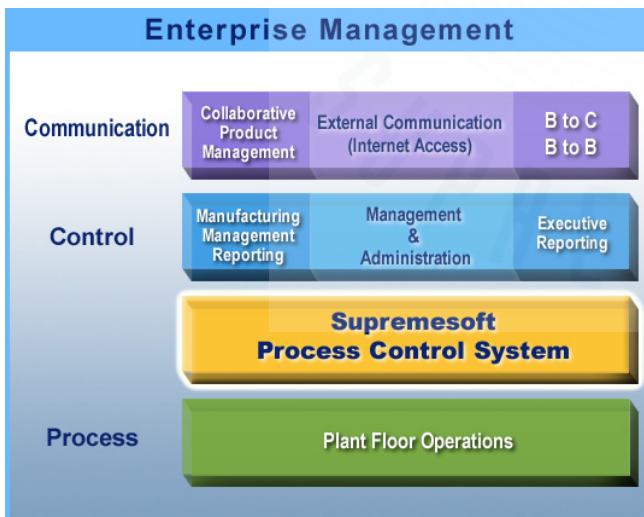 Enterprise Management
Communication
Collaborative
Product
Management
External Communication
(Internet Access)
B to C
B to B
Control
Manufacturing
Management
Reporting
Management
&
Administration
Executive
Reporting
Supremesoft
Process Control System
Process
Plant Floor Operations